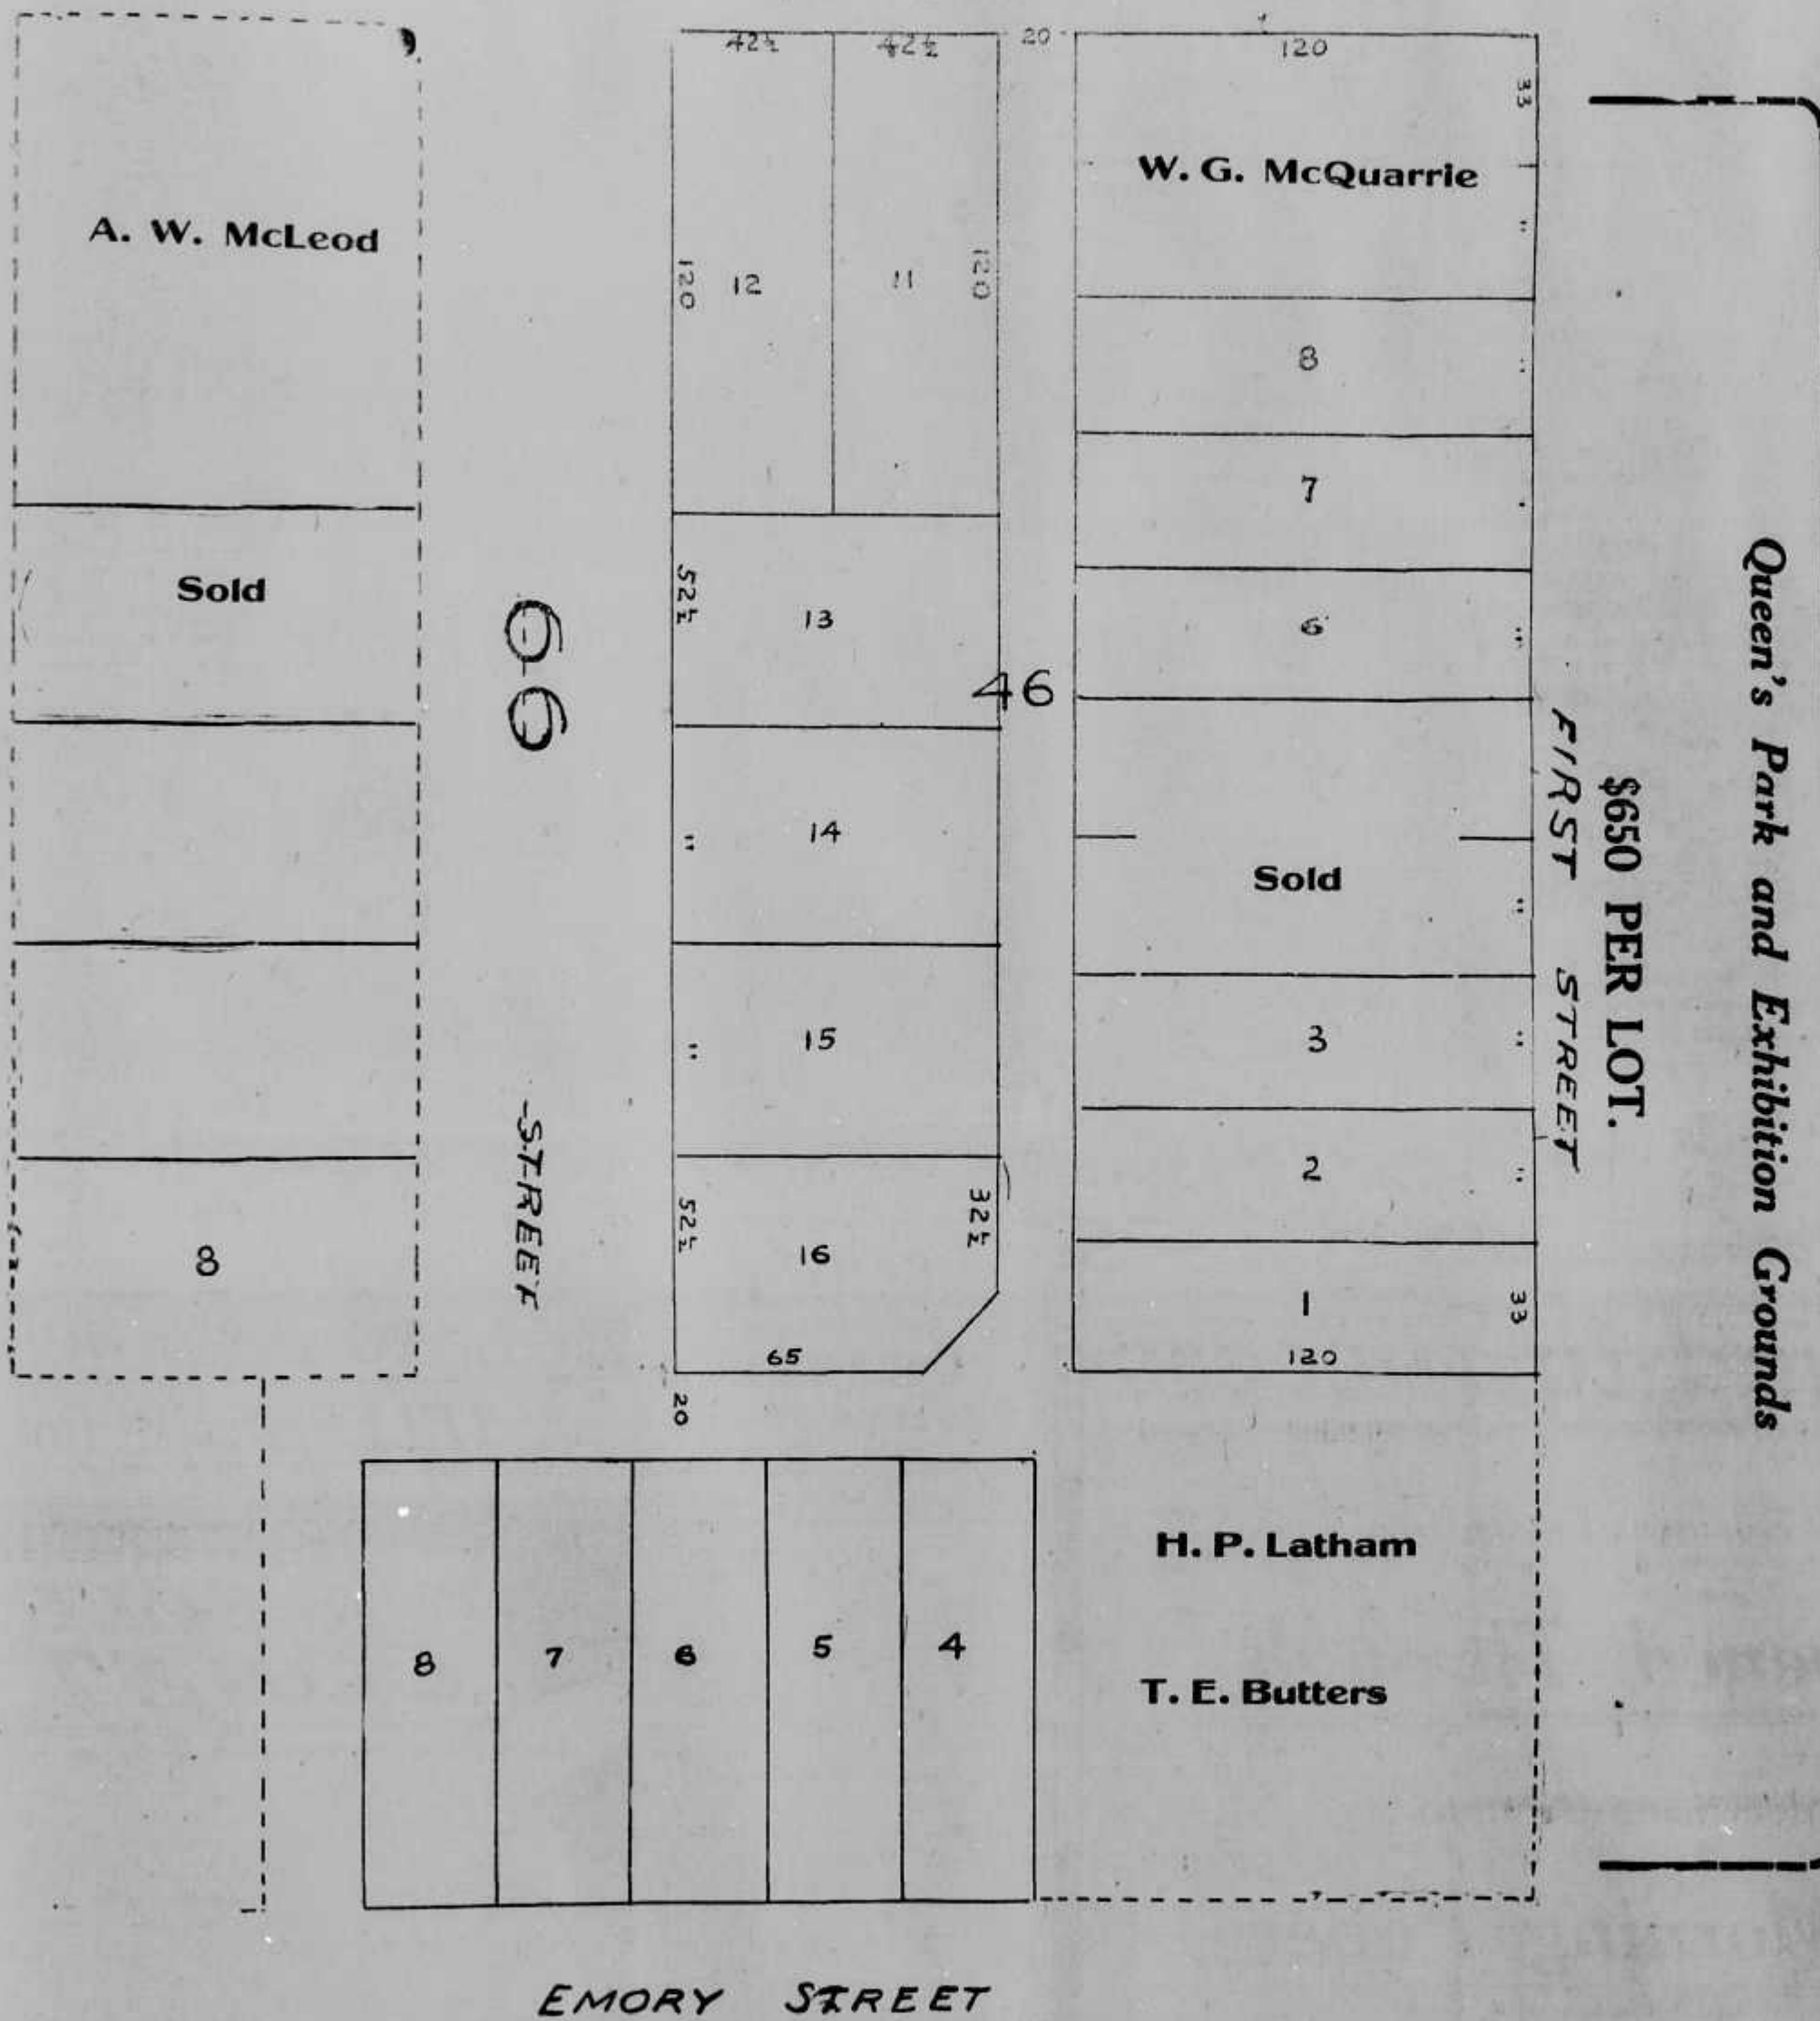 A. W. McLeod
Sold
8
66
STREET
42½ 42½ 20
120 12 11 120
52½ 13
46
" 14
" 15
52½ 16 32½
65
20
120
33
W. G. McQuarrie
"
8 "
7 "
6 "
Sold
"
3 "
2 "
1 33
120
FIRST STREET
$650 PER LOT.
Queen's Park and Exhibition Grounds
8 7 6 5 4
H. P. Latham
T. E. Butters
EMORY STREET